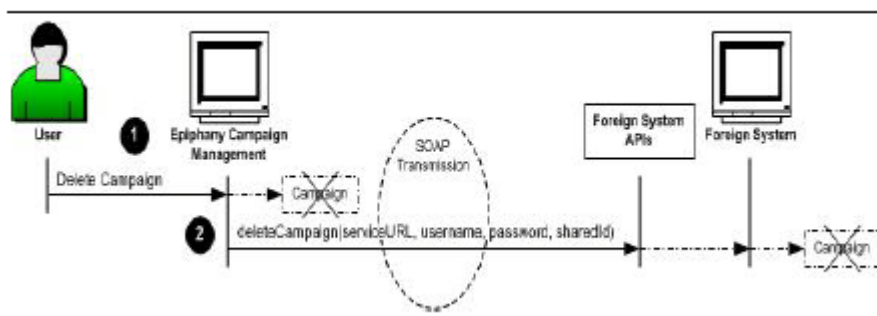 User
1
Epiphany Campaign
Management
SOAP
Transmission
Foreign System
APIs
Foreign System
Delete Campaign
Campaign
2
deleteCampaign(serviceURL, username, password, sharedId)
Campaign